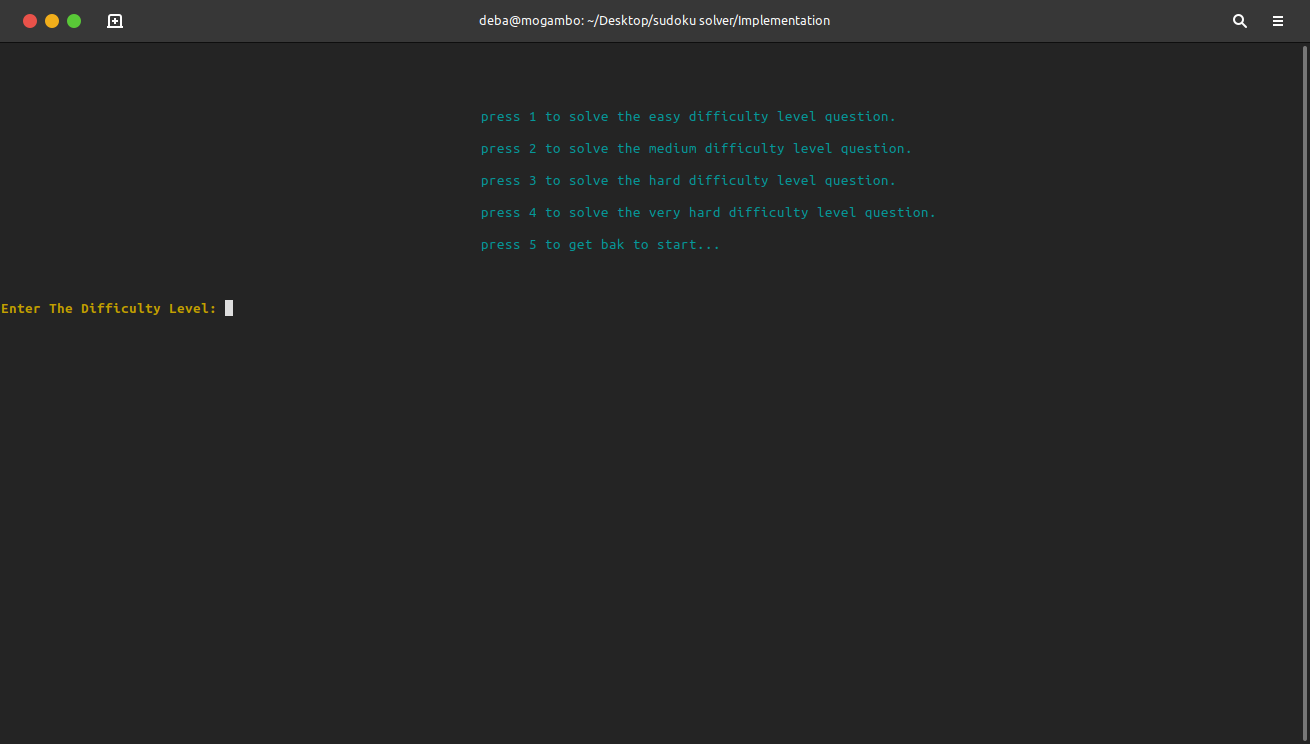 deba@mogambo: ~/Desktop/sudoku solver/Implementation
press 1 to solve the easy difficulty level question.
press 2 to solve the medium difficulty level question.
press 3 to solve the hard difficulty level question.
press 4 to solve the very hard difficulty level question.
press 5 to get bak to start...
Enter The Difficulty Level: